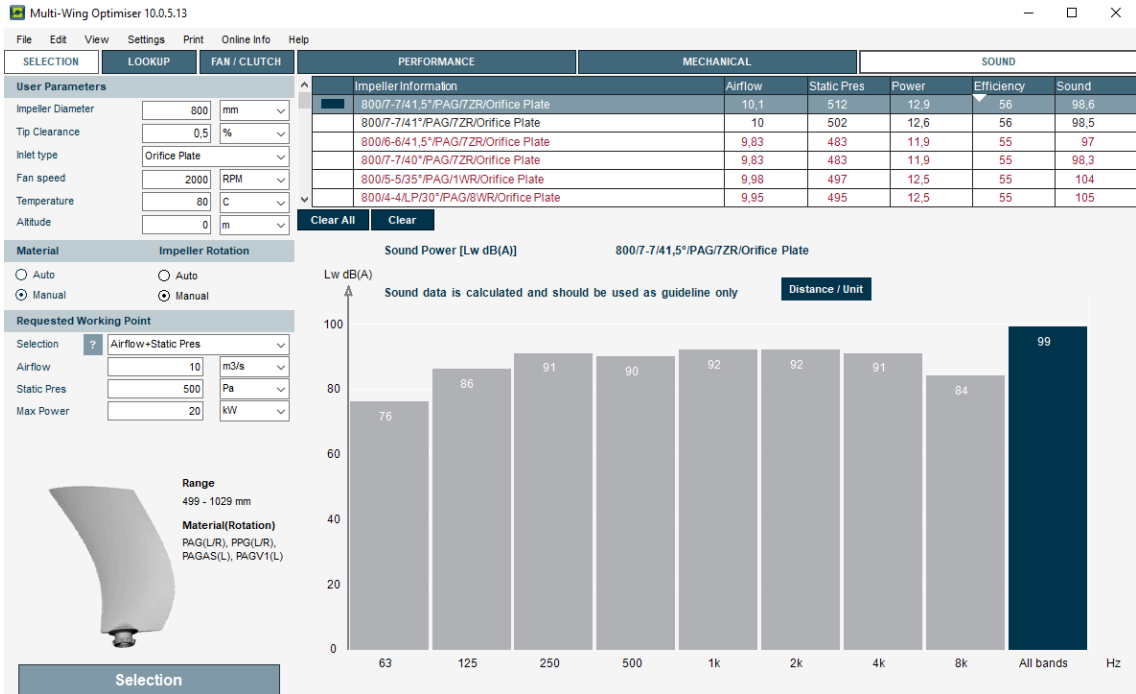 Multi-Wing Optimiser 10.0.5.13
File Edit View Settings Print Online Info Help
SELECTION LOOKUP FAN / CLUTCH PERFORMANCE MECHANICAL SOUND
User Parameters
Impeller Diameter 800 mm
Tip Clearance 0,5 %
Inlet type Orifice Plate
Fan speed 2000 RPM
Temperature 80 C
Altitude 0 m
Impeller Information Airflow Static Pres Power Efficiency Sound
800/7-7/41,5°/PAG/7ZR/Orifice Plate 10,1 512 12,9 56 98,6
800/7-7/41°/PAG/7ZR/Orifice Plate 10 502 12,6 56 98,5
800/6-6/41,5°/PAG/7ZR/Orifice Plate 9,83 483 11,9 55 97
800/7-7/40°/PAG/7ZR/Orifice Plate 9,83 483 11,9 55 98,3
800/5-5/35°/PAG/1WR/Orifice Plate 9,98 497 12,5 55 104
800/4-4/LP/30°/PAG/8WR/Orifice Plate 9,95 495 12,5 55 105
Clear All Clear
Material Impeller Rotation
Auto Auto
Manual Manual
Requested Working Point
Selection ? Airflow+Static Pres
Airflow 10 m3/s
Static Pres 500 Pa
Max Power 20 kW
Range
499 - 1029 mm
Material(Rotation)
PAG(L/R), PPG(L/R),
PAGAS(L), PAGV1(L)
Selection
Sound Power [Lw dB(A)] 800/7-7/41,5°/PAG/7ZR/Orifice Plate
Lw dB(A)
Sound data is calculated and should be used as guideline only Distance / Unit
100
80
60
40
20
0
76 86 91 90 92 92 91 84 99
63 125 250 500 1k 2k 4k 8k All bands Hz